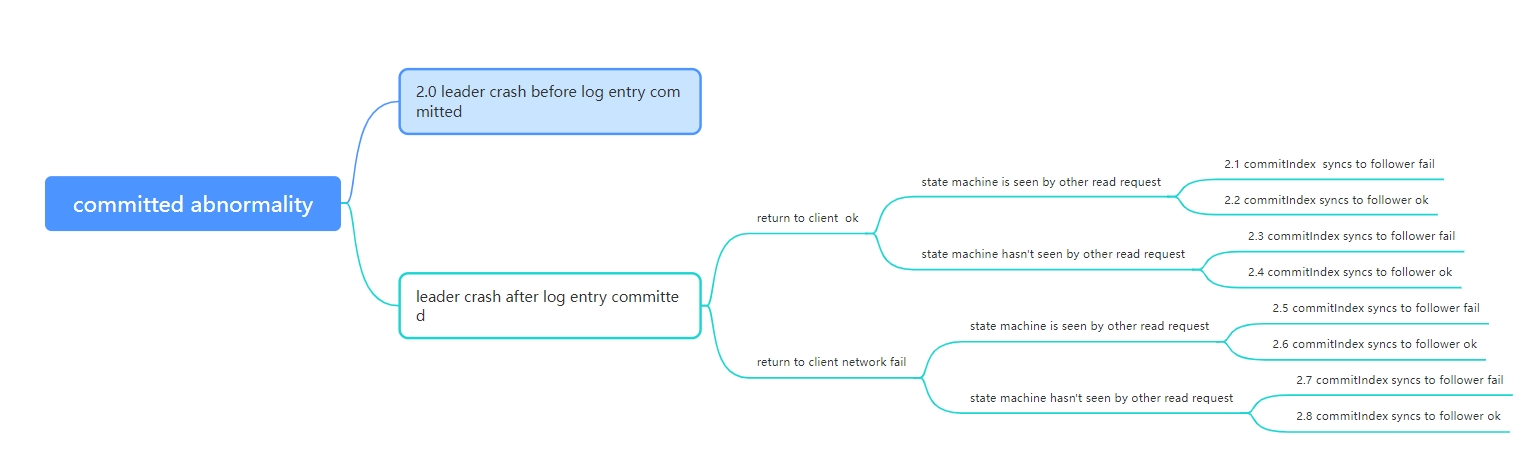 committed abnormality
2.0 leader crash before log entry com
mitted
leader crash after log entry committe
d
return to client  ok
state machine is seen by other read request
2.1 commitIndex  syncs to follower fail
2.2 commitIndex syncs to follower ok
state machine hasn't seen by other read request
2.3 commitIndex syncs to follower fail
2.4 commitIndex syncs to follower ok
return to client network fail
state machine is seen by other read request
2.5 commitIndex syncs to follower fail
2.6 commitIndex syncs to follower ok
state machine hasn't seen by other read request
2.7 commitIndex syncs to follower fail
2.8 commitIndex syncs to follower ok